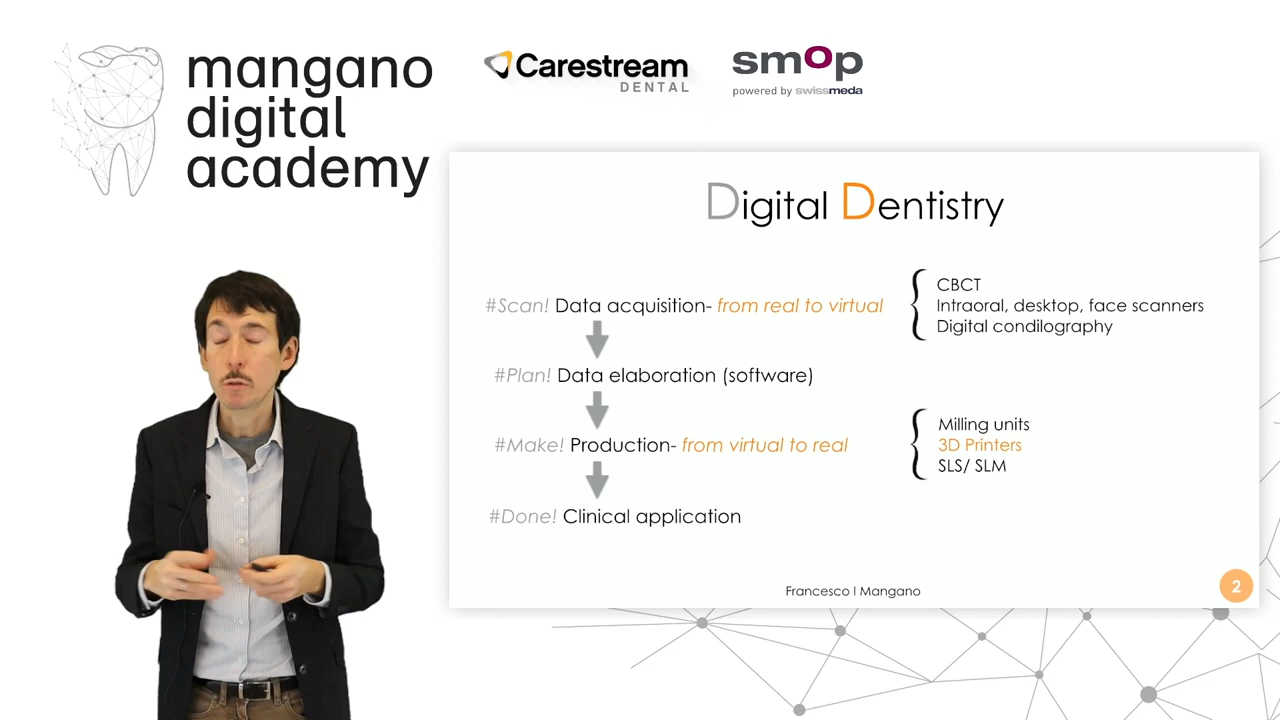 mangano
digital
academy
Carestream
DENTAL
smop
powered by swissmeda
Digital Dentistry
#Scan! Data acquisition- from real to virtual
CBCT
Intraoral, desktop, face scanners
Digital condilography
#Plan! Data elaboration (software)
#Make! Production- from virtual to real
Milling units
3D Printers
SLS/ SLM
#Done! Clinical application
Francesco I Mangano
2